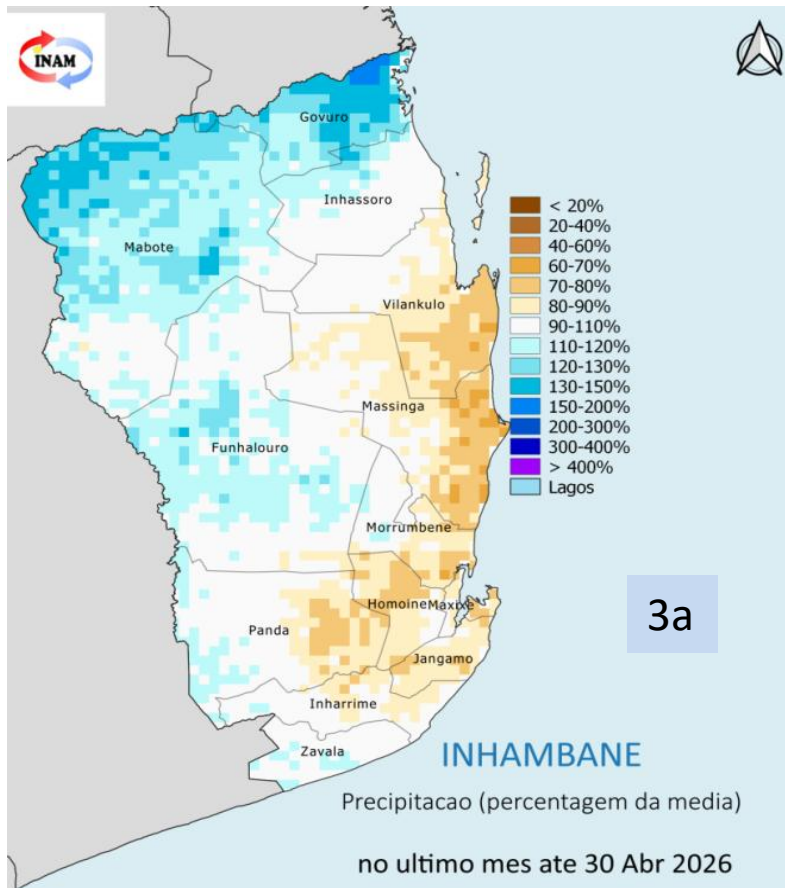 INAM
Govuro
Inhassoro
Mabote
Vilankulo
Massinga
Funhalouro
Morrumbene
Homoine
Maxixe
Panda
Jangamo
Inharrime
Zavala
< 20%
20-40%
40-60%
60-70%
70-80%
80-90%
90-110%
110-120%
120-130%
130-150%
150-200%
200-300%
300-400%
> 400%
Lagos
3a
INHAMBANE
Precipitacao (percentagem da media)
no ultimo mes ate 30 Abr 2026